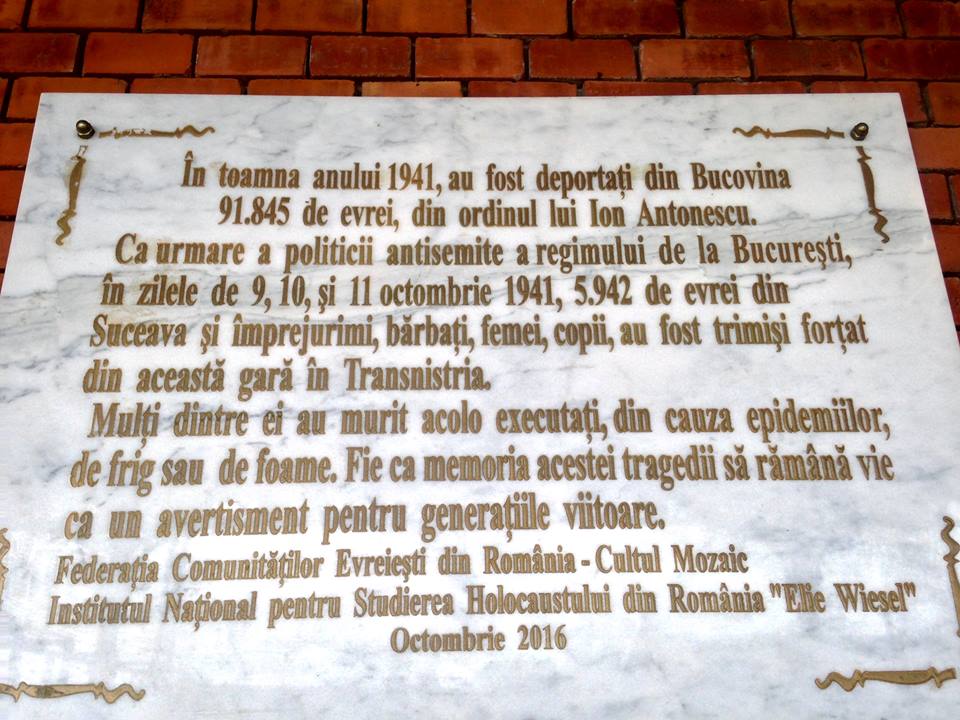 În toamna anului 1941, au fost deportați din Bucovina
91.845 de evrei, din ordinul lui Ion Antonescu.
Ca urmare a politicii antisemite a regimului de la București,
în zilele de 9, 10, și 11 octombrie 1941, 5.942 de evrei din
Suceava și împrejurimi, bărbați, femei, copii, au fost trimiși forțat
din această gară în Transnistria.
Mulți dintre ei au murit acolo executați, din cauza epidemiilor,
de frig sau de foame. Fie ca memoria acestei tragedii să rămână vie
ca un avertisment pentru generațiile viitoare.
Federația Comunităților Evreiești din România - Cultul Mozaic
Institutul Național pentru Studierea Holocaustului din România "Elie Wiesel"
Octombrie 2016